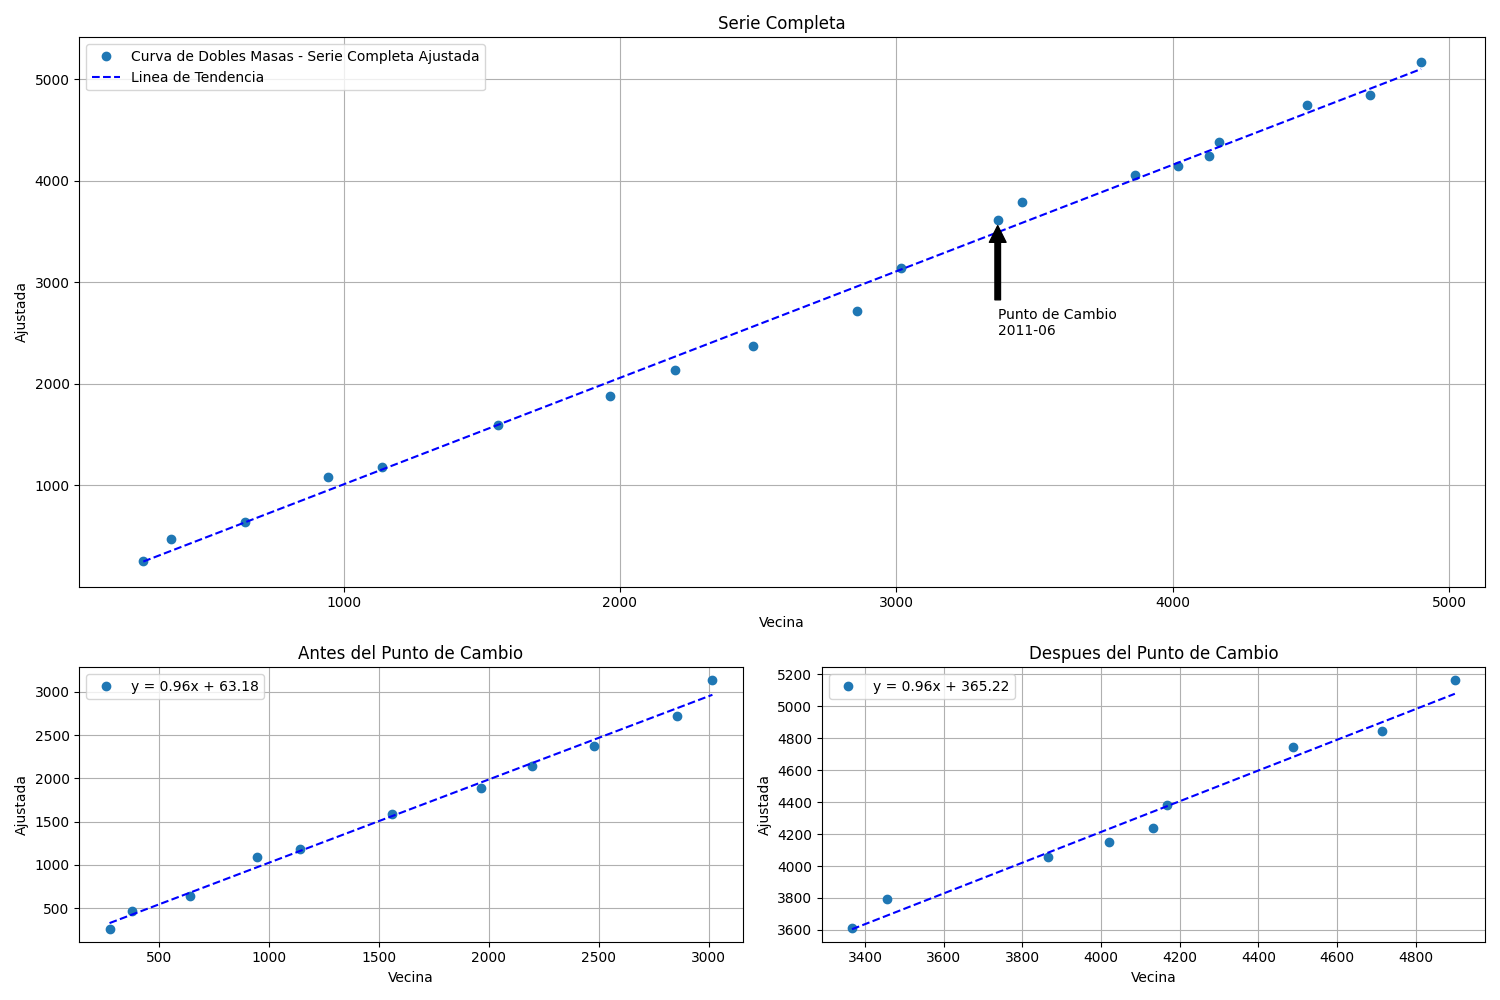 Serie Completa
Curva de Dobles Masas - Serie Completa Ajustada
Linea de Tendencia
5000
4000
3000
2000
1000
Ajustada
Punto de Cambio
2011-06
1000 2000 3000 4000 5000
Vecina
Antes del Punto de Cambio
y = 0.96x + 63.18
3000
2500
2000
1500
1000
500
Ajustada
500 1000 1500 2000 2500 3000
Vecina
Despues del Punto de Cambio
y = 0.96x + 365.22
5200
5000
4800
4600
4400
4200
4000
3800
3600
Ajustada
3400 3600 3800 4000 4200 4400 4600 4800
Vecina